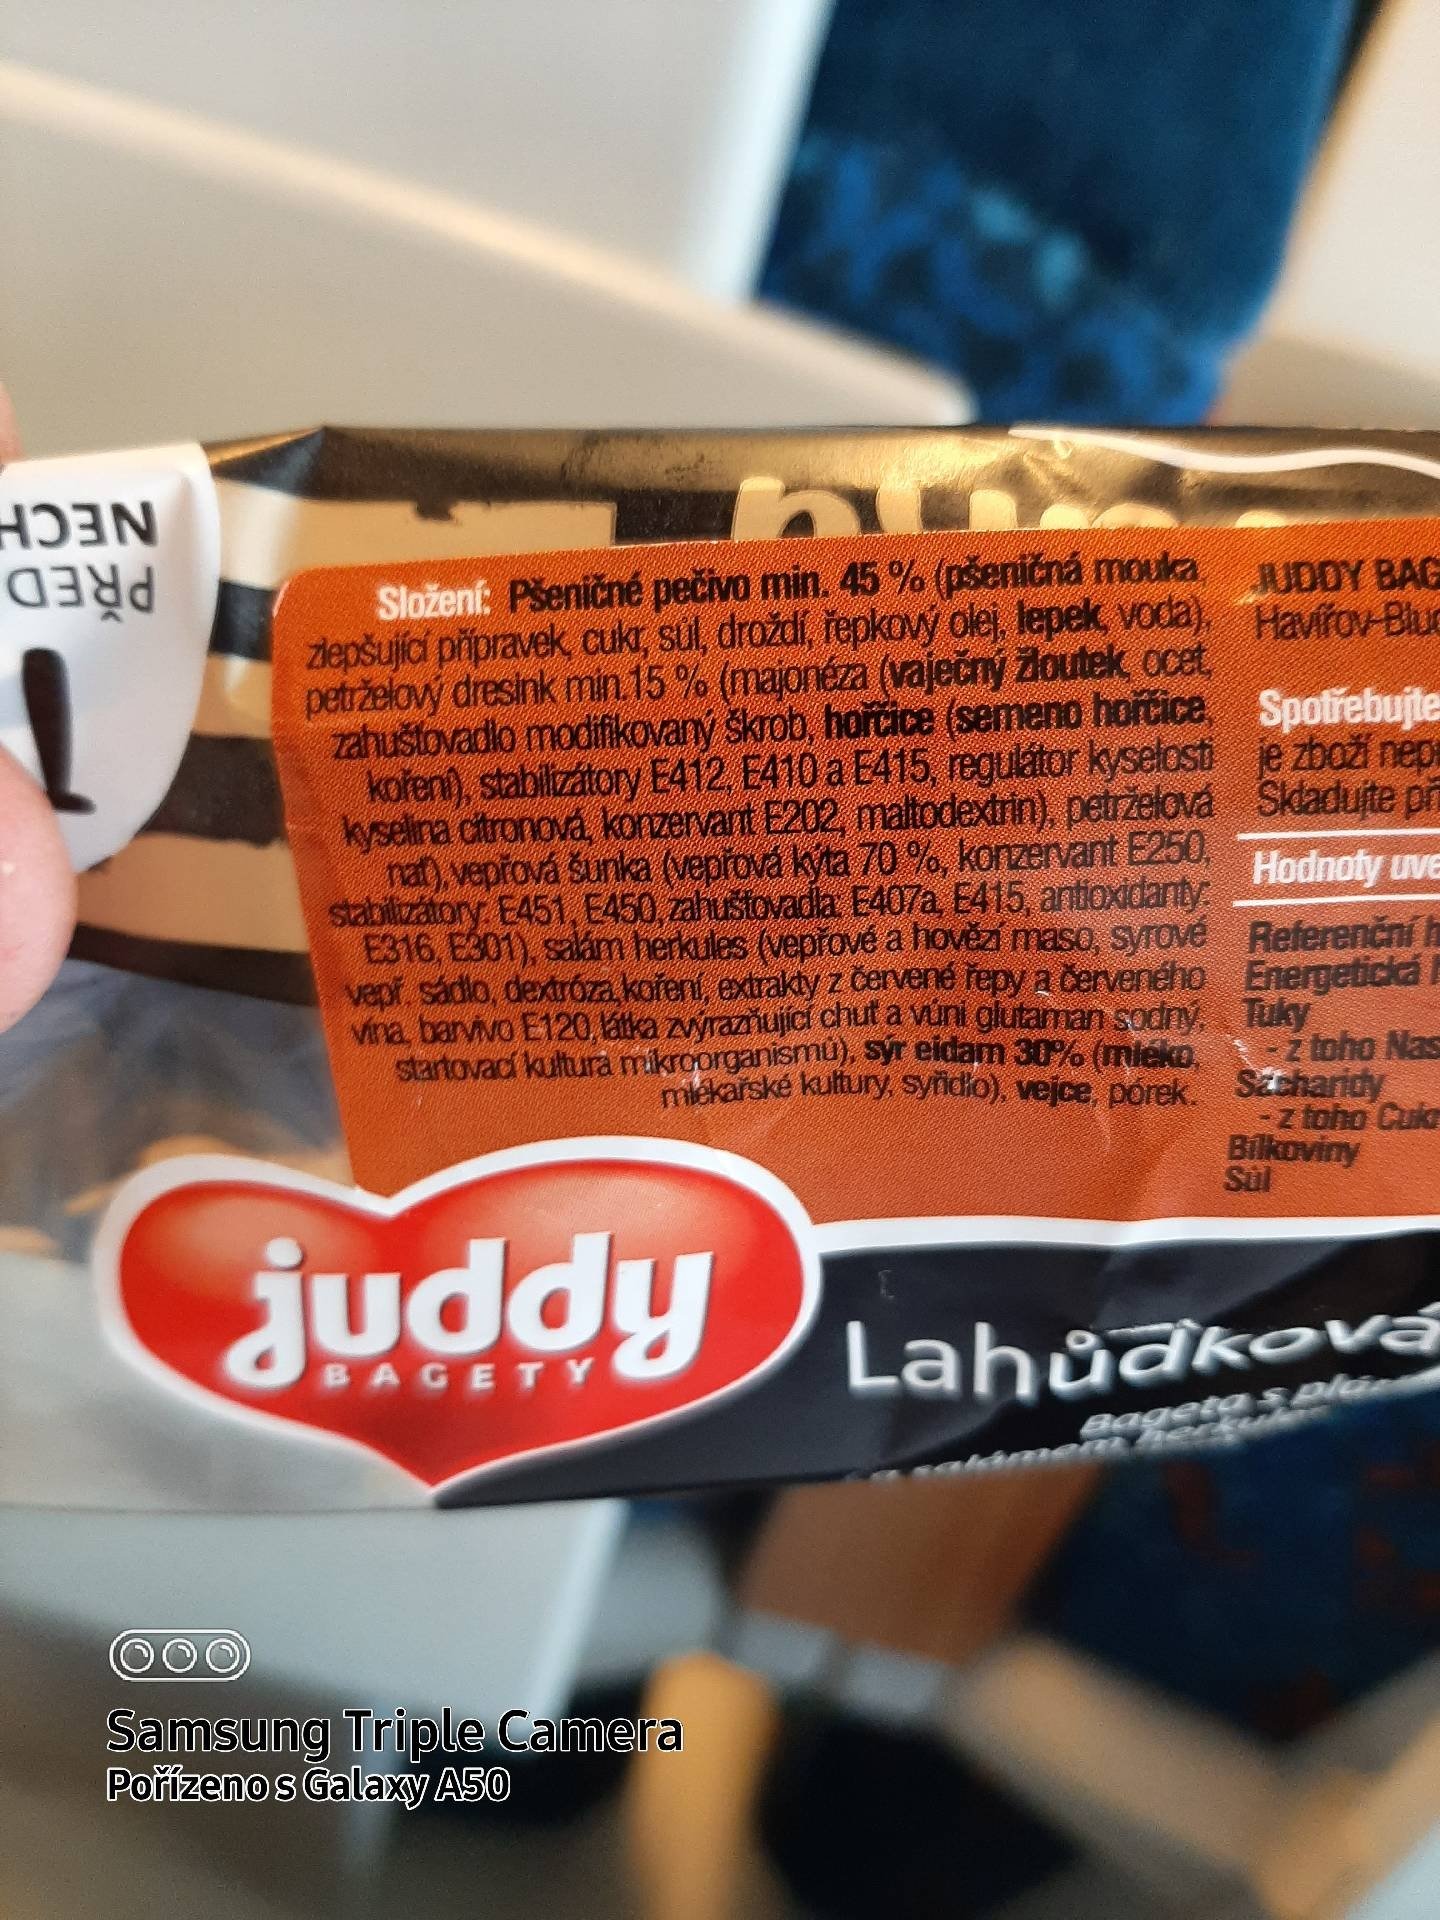 NECH
PŘED
Složení: Pšeničné pečivo min. 45 % (pšeničná mouka,
zlepšující přípravek, cukr, sůl, droždí, řepkový olej, lepek, voda),
petrželový dresink min.15 % (majonéza (vaječný žloutek, ocet,
zahušťovadlo modifikovaný škrob, hořčice (semeno hořčice,
koření), stabilizátory E412, E410 a E415, regulátor kyselosti
kyselina citronová, konzervant E202, maltodextrin), petrželová
nať), vepřová šunka (vepřová kýta 70 %, konzervant E250,
stabilizátory: E451, E450, zahušťovadla: E407a, E415, antioxidanty:
E316, E301), salám herkules (vepřové a hovězí maso, syrové
vepř. sádlo, dextróza, koření, extrakty z červené řepy a červeného
vína, barvivo E120, látka zvýrazňující chuť a vůni glutaman sodný,
startovací kultura mikroorganismů), sýr eidam 30% (mléko,
mlékařské kultury, syřidlo), vejce, pórek.
JUDDY BAG
Havířov-Blud
Spotřebujte
je zboží nep
Skladujte př
Hodnoty uve
Referenční h
Energetická
Tuky
- z toho Nas
Sacharidy
- z toho Cukr
Bílkoviny
Sůl
juddy
BAGETY
Lahůdková
Bageta s
Samsung Triple Camera
Pořízeno s Galaxy A50